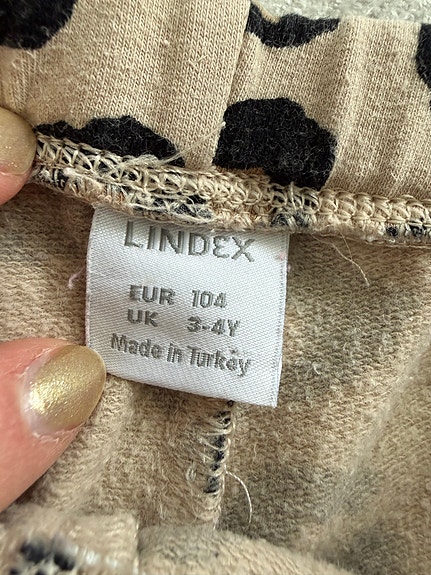 LINDEX
EUR 104
UK 3-4Y
Made in Turkey